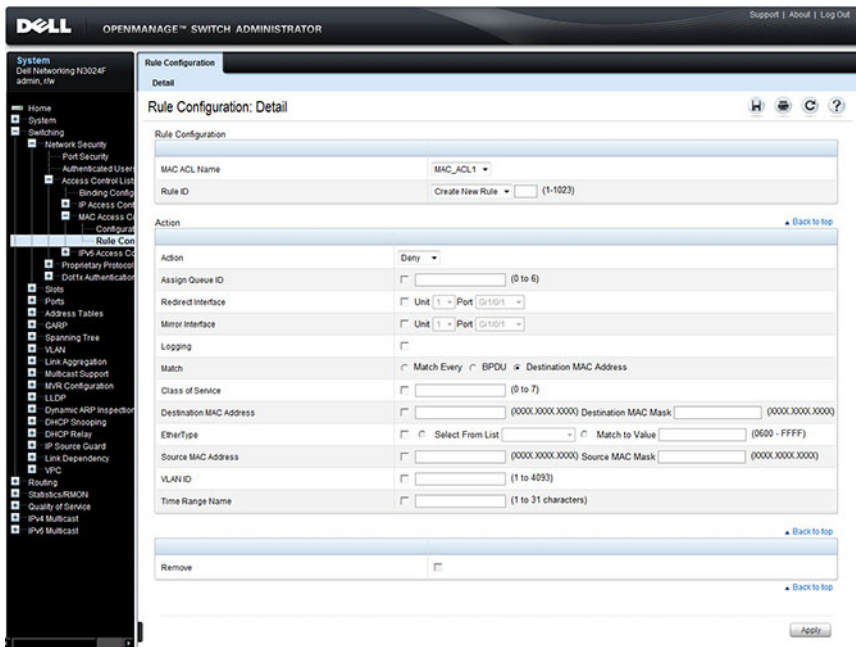 Support | About | Log Out
DELL OPENMANAGE™ SWITCH ADMINISTRATOR
System
Dell Networking N3024F
admin, r/w
Home
System
Switching
Network Security
Port Security
Authenticated Users
Access Control List
Binding Config
IP Access Cont
MAC Access C
Configurat
Rule Con
IPv6 Access Co
Proprietary Protocol
Dot1x Authentication
Slots
Ports
Address Tables
GARP
Spanning Tree
VLAN
Link Aggregation
Multicast Support
MVR Configuration
LLDP
Dynamic ARP Inspection
DHCP Snooping
DHCP Relay
IP Source Guard
Link Dependency
VPC
Routing
Statistics/RMON
Quality of Service
IPv4 Multicast
IPv6 Multicast
Rule Configuration
Detail
Rule Configuration: Detail
Rule Configuration
MAC ACL Name MAC_ACL1
Rule ID Create New Rule (1-1023)
Action Back to top
Action Deny
Assign Queue ID (0 to 6)
Redirect Interface Unit 1 Port 0/1/0/1
Mirror Interface Unit 1 Port 0/1/0/1
Logging
Match Match Every BPDU Destination MAC Address
Class of Service (0 to 7)
Destination MAC Address (XXXX.XXXX.XXXX) Destination MAC Mask (XXXX.XXXX.XXXX)
EtherType Select From List Match to Value (0600 - FFFF)
Source MAC Address (XXXX.XXXX.XXXX) Source MAC Mask (XXXX.XXXX.XXXX)
VLAN ID (1 to 4093)
Time Range Name (1 to 31 characters)
Back to top
Remove
Back to top
Apply